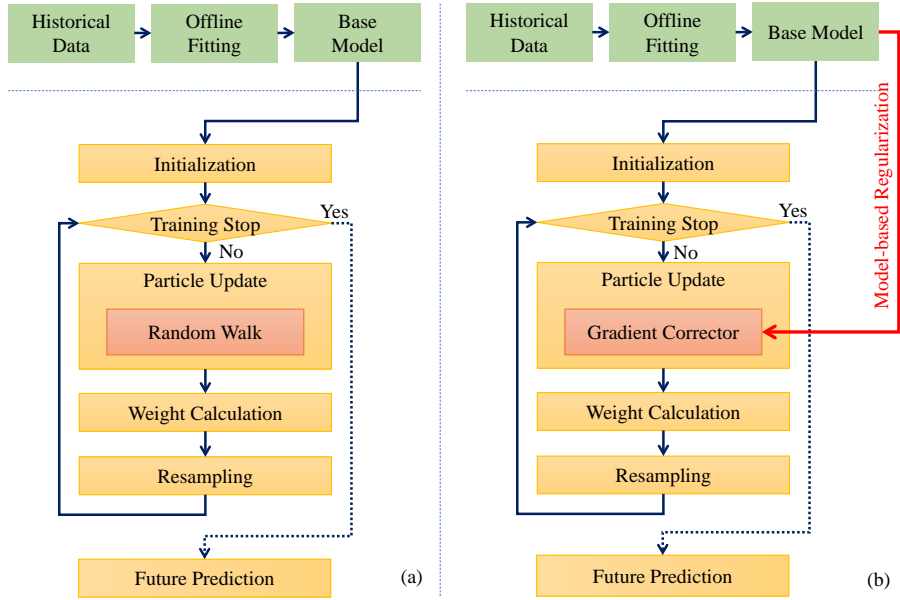 Historical
Data
Offline
Fitting
Base
Model
Initialization
Training Stop
Yes
No
Particle Update
Random Walk
Weight Calculation
Resampling
Future Prediction
(a)
Historical
Data
Offline
Fitting
Base Model
Initialization
Training Stop
Yes
No
Particle Update
Gradient Corrector
Weight Calculation
Resampling
Future Prediction
(b)
Model-based Regularization